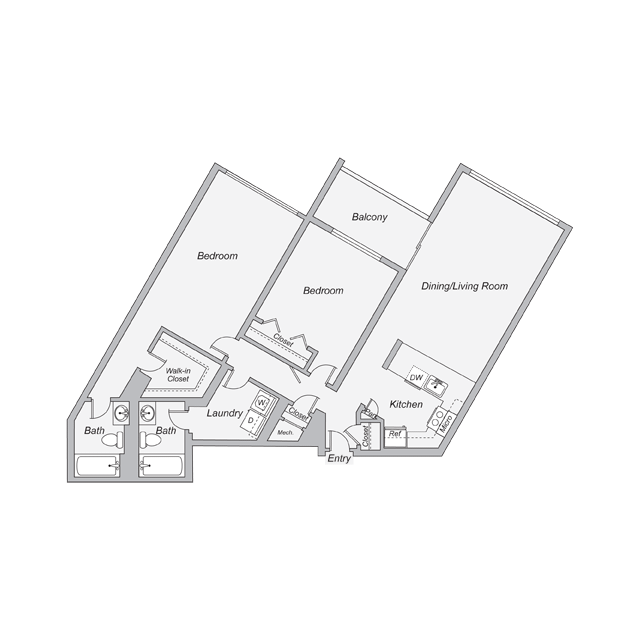 Balcony
Bedroom
Bedroom
Dining/Living Room
Closet
Walk-in
Closet
DW
Kitchen
W
D
Laundry
Closet
Micro
Bath
Bath
Mech.
Closet
Ref
Entry